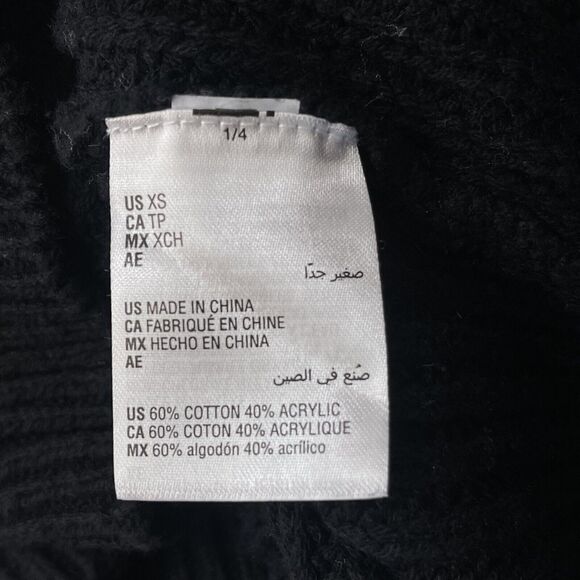 1/4
US XS
CA TP
MX XCH
AE
صغير جدًا
US MADE IN CHINA
CA FABRIQUÉ EN CHINE
MX HECHO EN CHINA
AE
صُنع في الصين
US 60% COTTON 40% ACRYLIC
CA 60% COTON 40% ACRYLIQUE
MX 60% algodón 40% acrílico